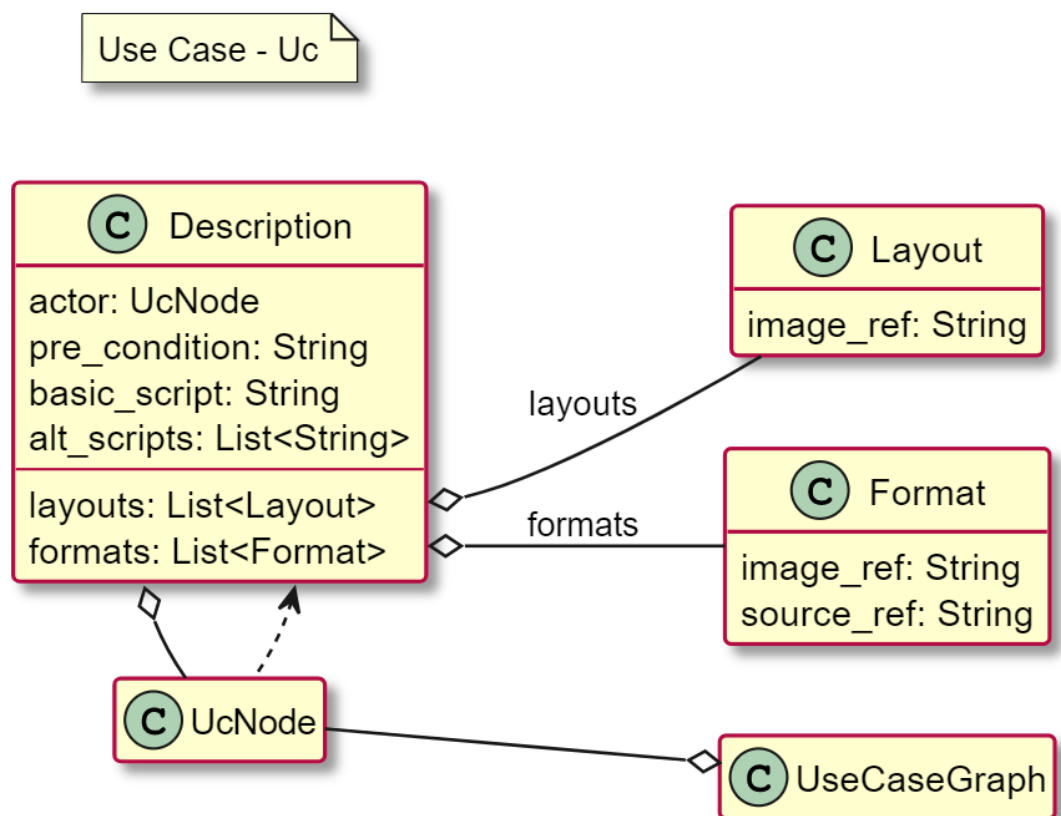 Use Case - Uc
C Description
actor: UcNode
pre_condition: String
basic_script: String
alt_scripts: List<String>
layouts: List<Layout>
formats: List<Format>
layouts
formats
C Layout
image_ref: String
C Format
image_ref: String
source_ref: String
C UcNode
C UseCaseGraph